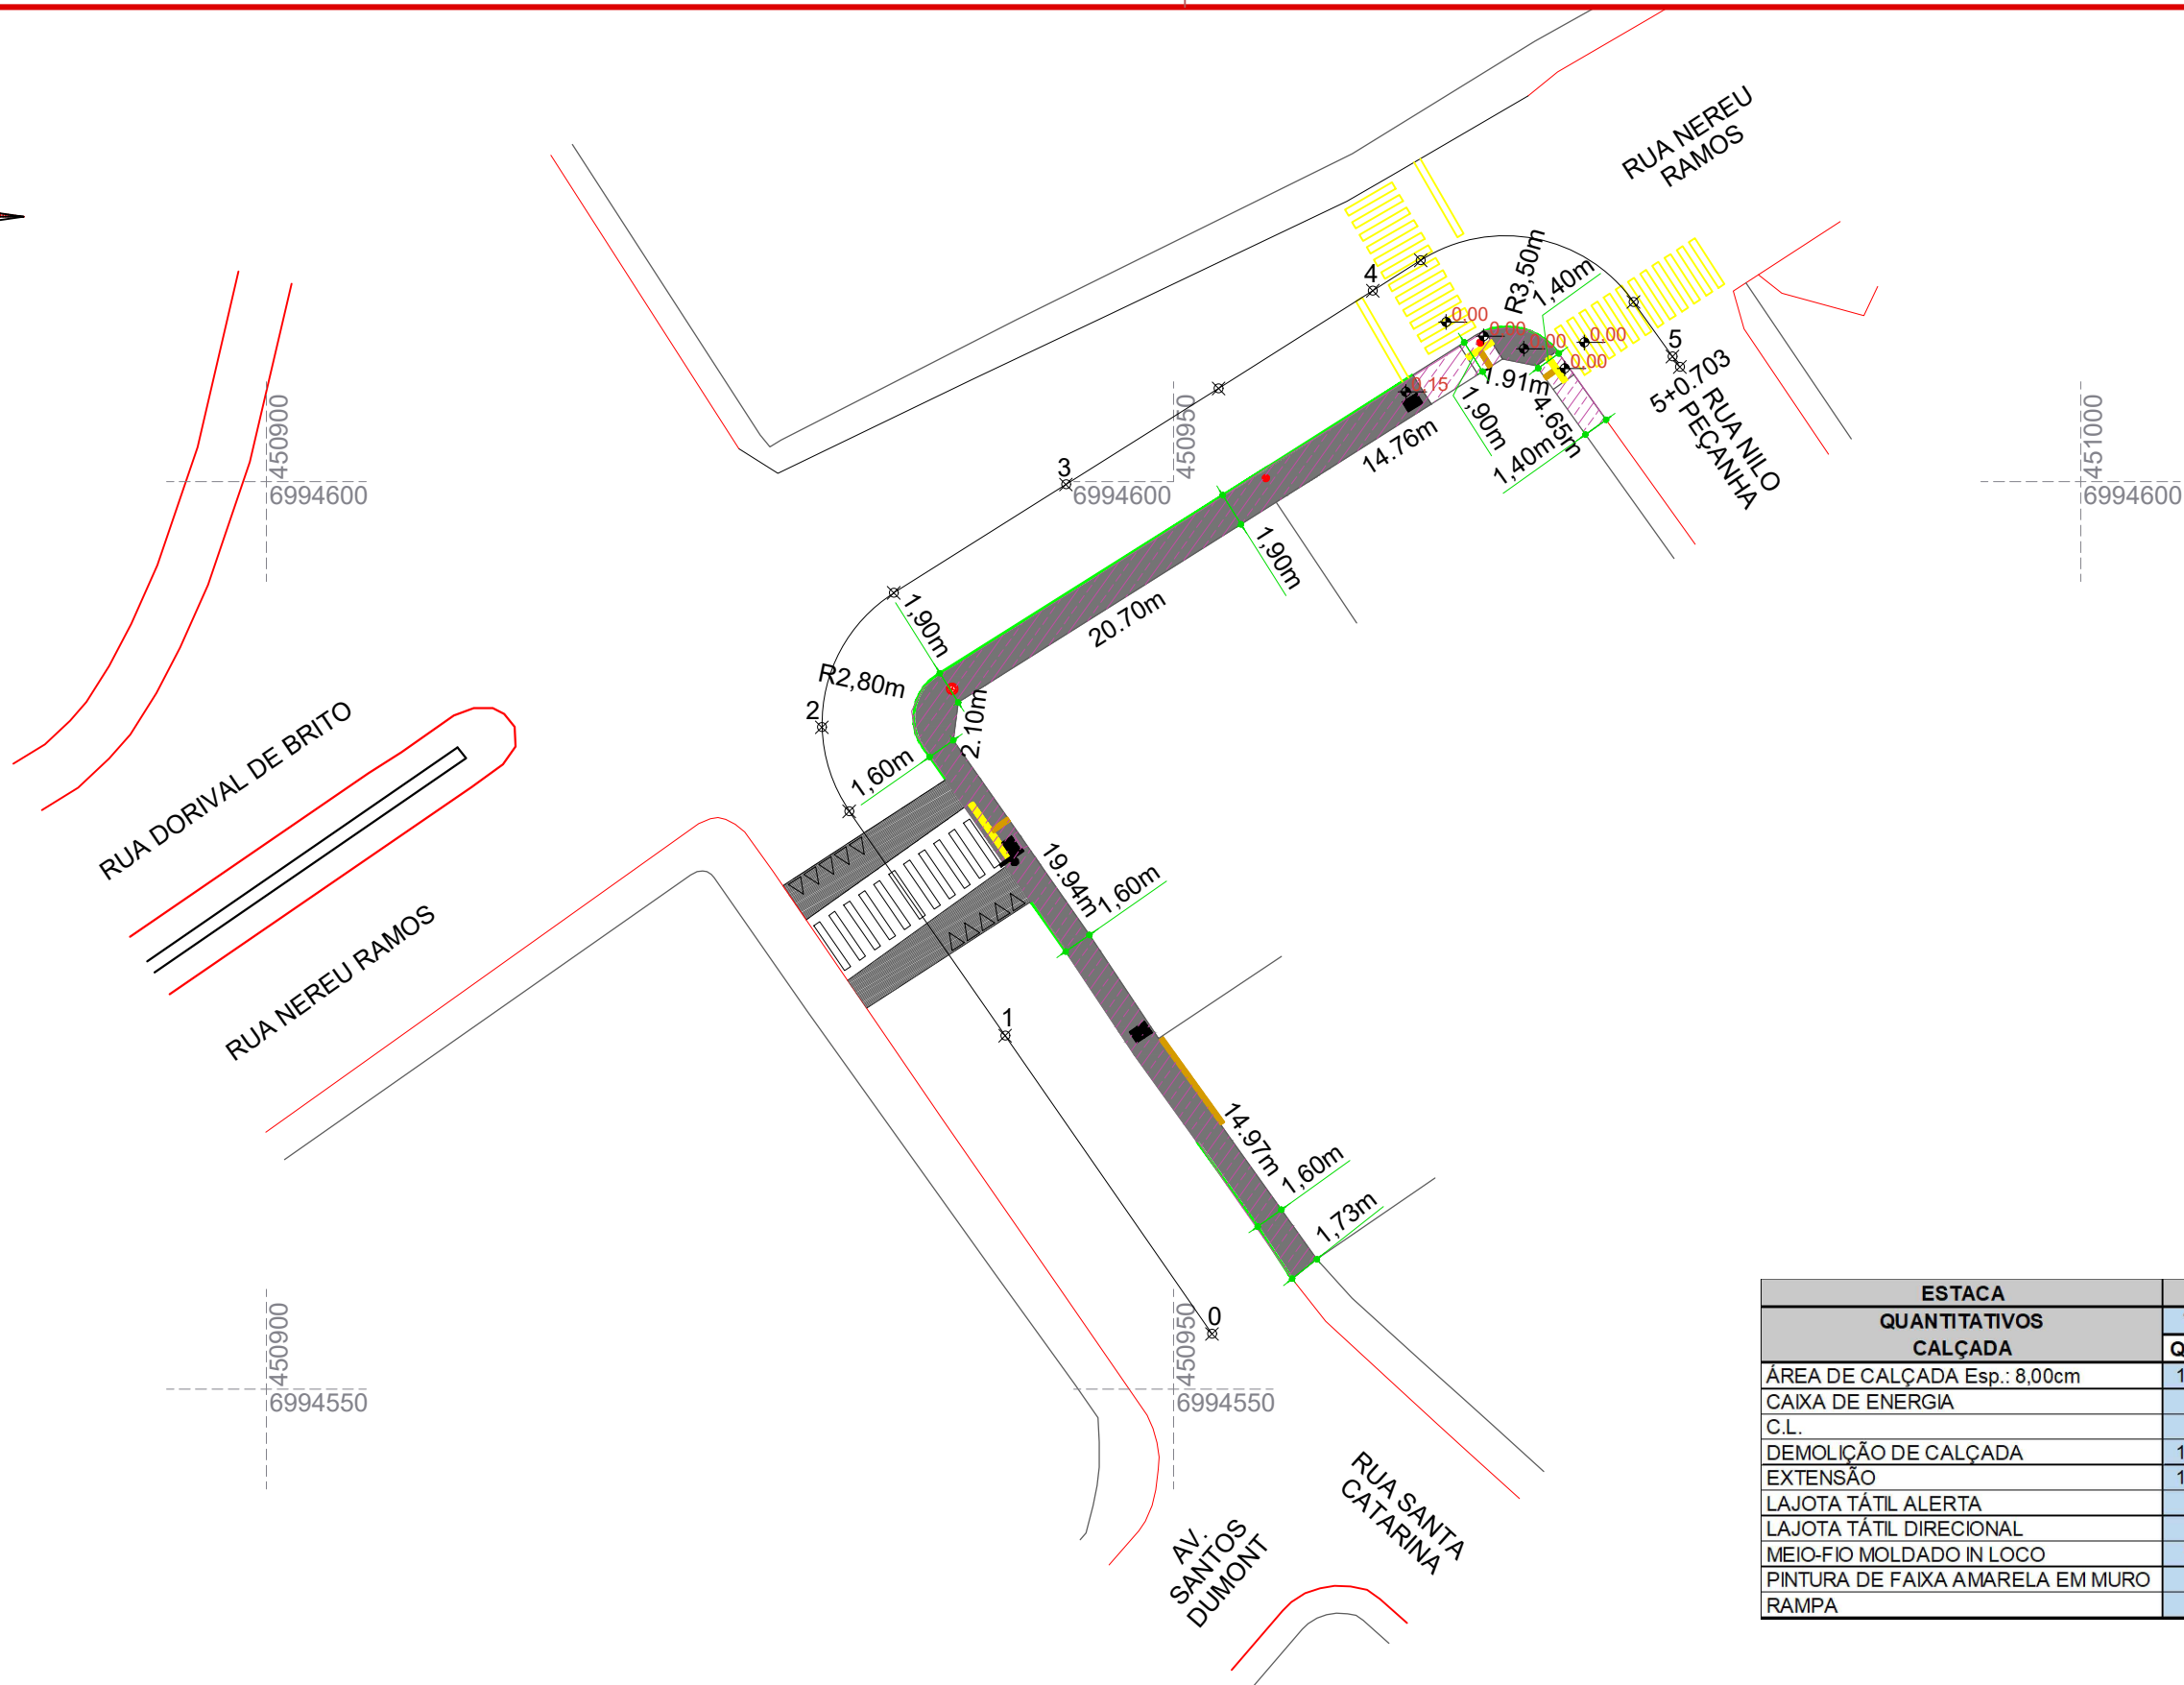 RUA NEREU
RAMOS
R3,50m
1,40m
4
0.00
0.00
0.00
0.00
0.00
5
5+0.703
RUA NILO
PEÇANHA
1.91m
1,90m
4.65m
1,40m
14.76m
450900
6994600
3
450950
6994600
451000
6994600
1,90m
20.70m
1,90m
R2,80m
2
2.10m
1,60m
RUA DORIVAL DE BRITO
RUA NEREU RAMOS
19.94m
1,60m
1
14.97m
1,60m
1,73m
0
450900
6994550
450950
6994550
RUA SANTA
CATARINA
AV.
SANTOS
DUMONT
ESTACA
QUANTITATIVOS
CALÇADA
ÁREA DE CALÇADA Esp.: 8,00cm
CAIXA DE ENERGIA
C.L.
DEMOLIÇÃO DE CALÇADA
EXTENSÃO
LAJOTA TÁTIL ALERTA
LAJOTA TÁTIL DIRECIONAL
MEIO-FIO MOLDADO IN LOCO
PINTURA DE FAIXA AMARELA EM MURO
RAMPA